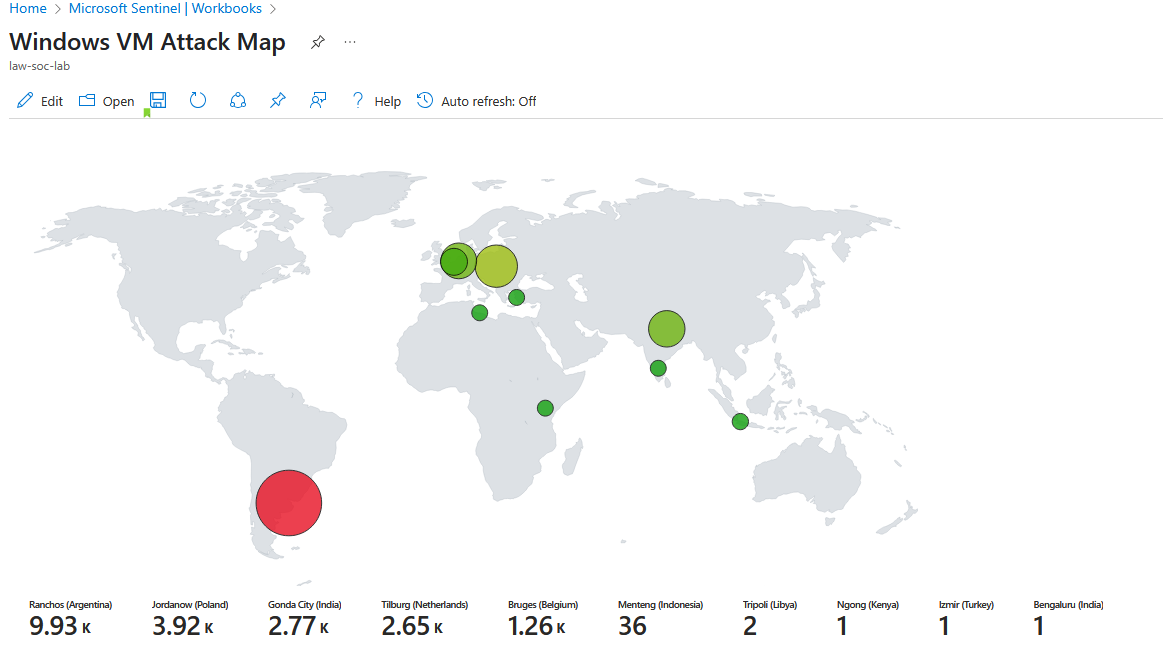 Home > Microsoft Sentinel | Workbooks >
Windows VM Attack Map ...
law-soc-lab
Edit Open ? Help Auto refresh: Off
Ranchos (Argentina) Jordanow (Poland) Gonda City (India) Tilburg (Netherlands) Bruges (Belgium) Menteng (Indonesia) Tripoli (Libya) Ngong (Kenya) Izmir (Turkey) Bengaluru (India)
9.93 K 3.92 K 2.77 K 2.65 K 1.26 K 36 2 1 1 1